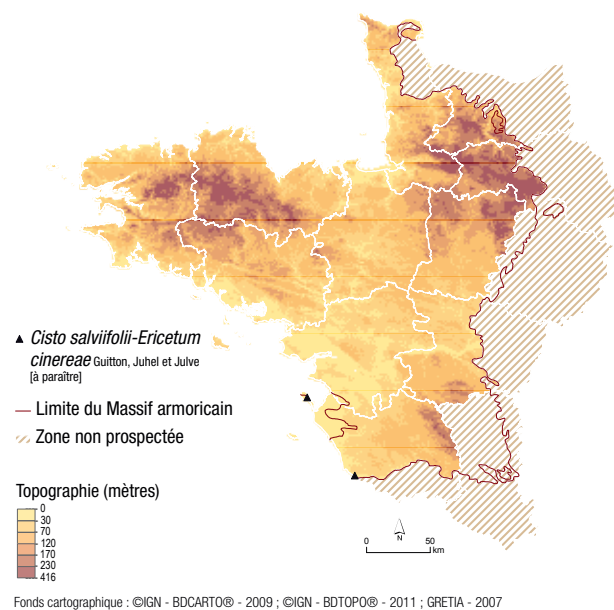 Cisto salviifolii-Ericetum
cinereae Guitton, Juhel et Julve
[à paraître]
Limite du Massif armoricain
Zone non prospectée
Topographie (mètres)
0
30
70
120
170
230
416
N
0 50
km
Fonds cartographique : ©IGN - BDCARTO® - 2009 ; ©IGN - BDTOPO® - 2011 ; GRETIA - 2007